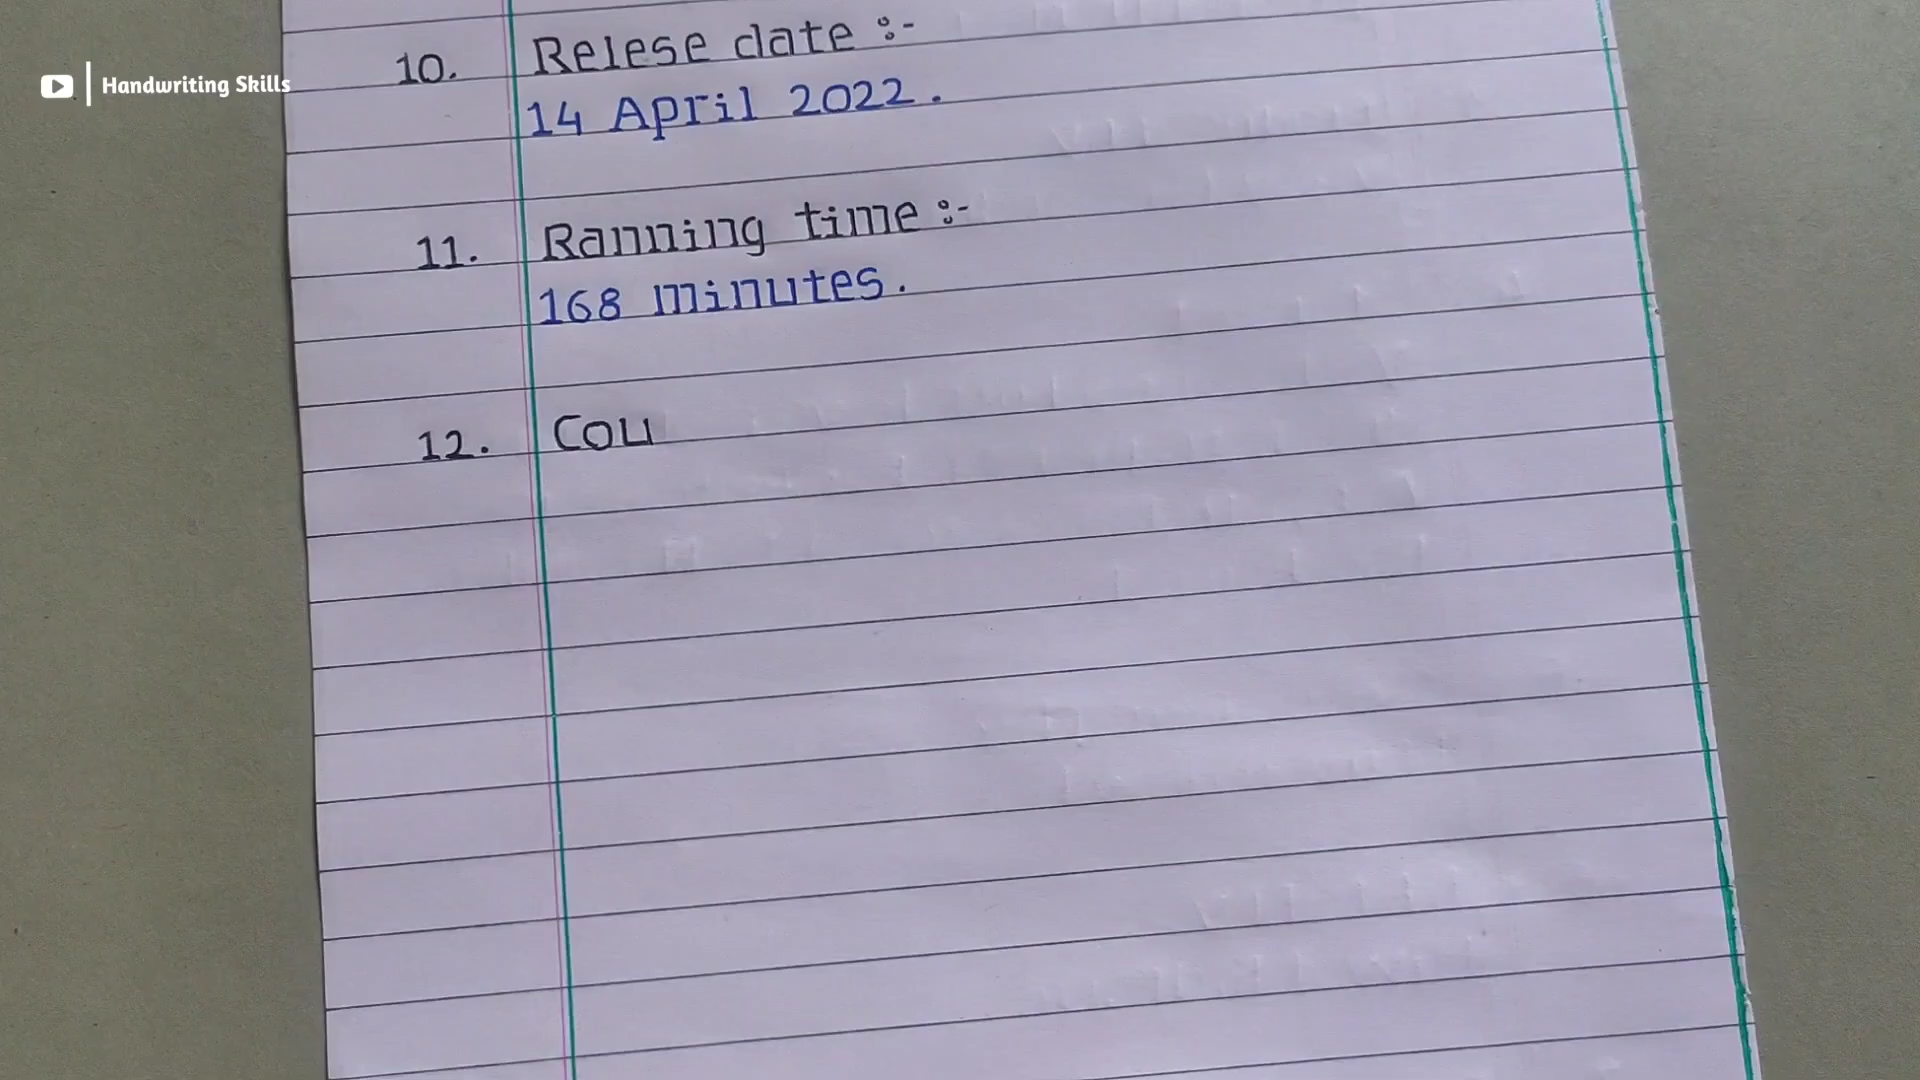 Handwriting Skills
10. Relese date :-
14 April 2022.
11. Ranning time :-
168 minutes.
12. Cou